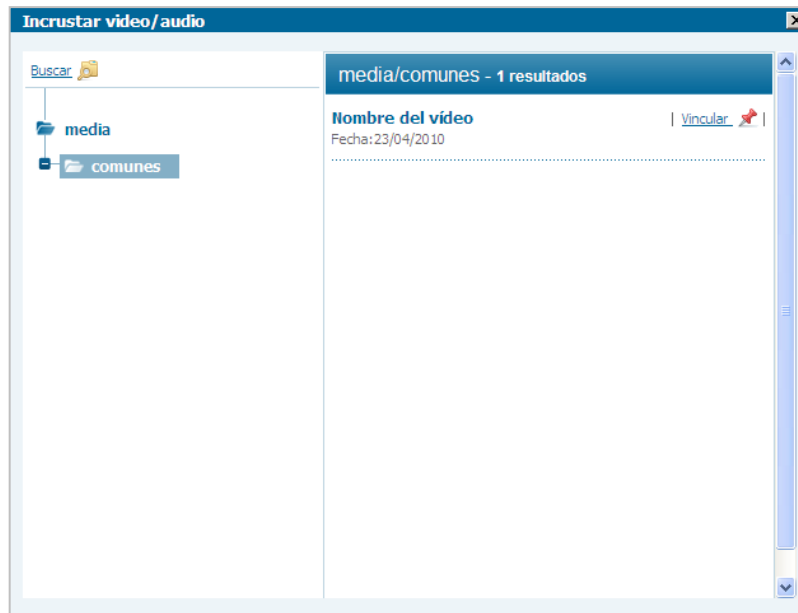 Incrustar video/audio
Buscar
media
comunes
media/comunes - 1 resultados
Nombre del vídeo
| Vincular |
Fecha:23/04/2010